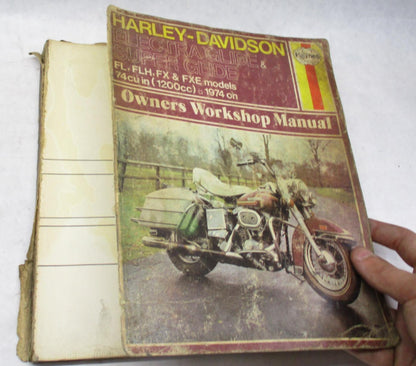 HARLEY-DAVIDSON
Haynes
ELECTRA GLIDE &
SUPER GLIDE
FL, FLH, FX & FXE models
74cu in (1200cc) □ 1974 on
Owners Workshop Manual